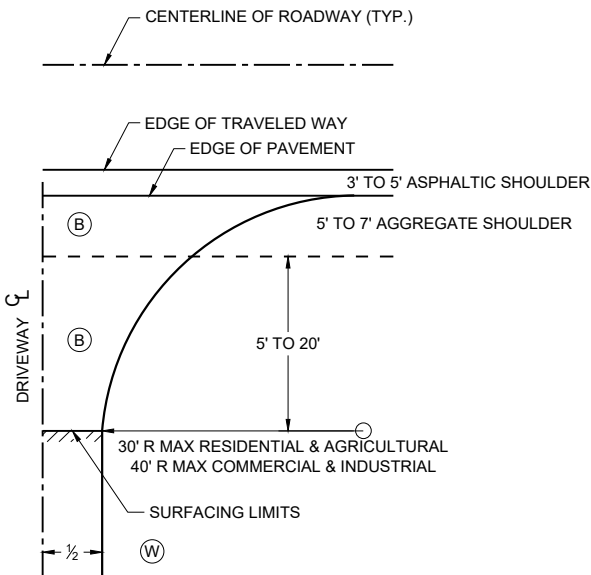 CENTERLINE OF ROADWAY (TYP.)
EDGE OF TRAVELED WAY
EDGE OF PAVEMENT
3' TO 5' ASPHALTIC SHOULDER
B
5' TO 7' AGGREGATE SHOULDER
DRIVEWAY CL
B
5' TO 20'
30' R MAX RESIDENTIAL & AGRICULTURAL
40' R MAX COMMERCIAL & INDUSTRIAL
SURFACING LIMITS
½
W